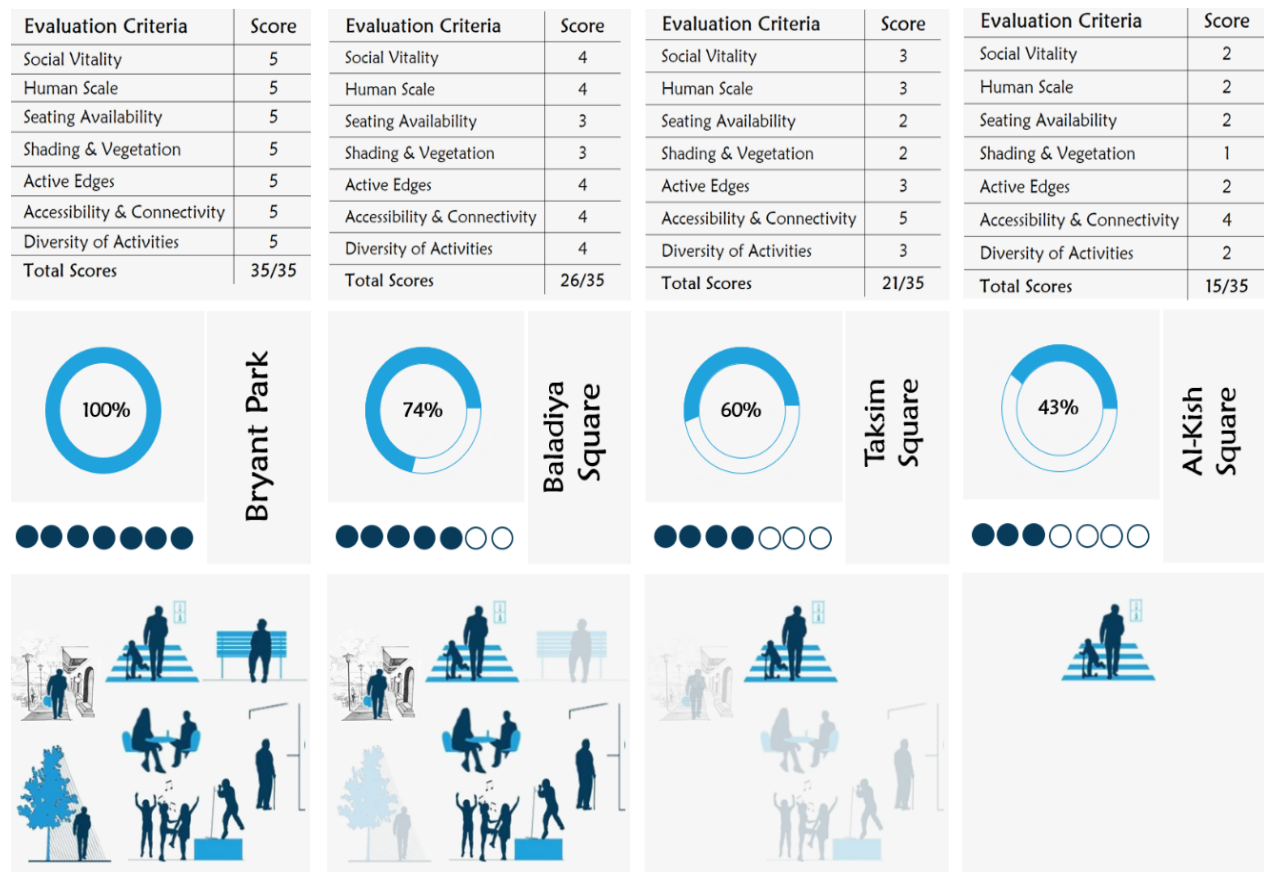 Evaluation Criteria Score
Social Vitality 5
Human Scale 5
Seating Availability 5
Shading & Vegetation 5
Active Edges 5
Accessibility & Connectivity 5
Diversity of Activities 5
Total Scores 35/35
Evaluation Criteria Score
Social Vitality 4
Human Scale 4
Seating Availability 3
Shading & Vegetation 3
Active Edges 4
Accessibility & Connectivity 4
Diversity of Activities 4
Total Scores 26/35
Evaluation Criteria Score
Social Vitality 3
Human Scale 3
Seating Availability 2
Shading & Vegetation 2
Active Edges 3
Accessibility & Connectivity 5
Diversity of Activities 3
Total Scores 21/35
Evaluation Criteria Score
Social Vitality 2
Human Scale 2
Seating Availability 2
Shading & Vegetation 1
Active Edges 2
Accessibility & Connectivity 4
Diversity of Activities 2
Total Scores 15/35
100%
Bryant Park
74%
Baladiya
Square
60%
Taksim
Square
43%
Al-Kish
Square